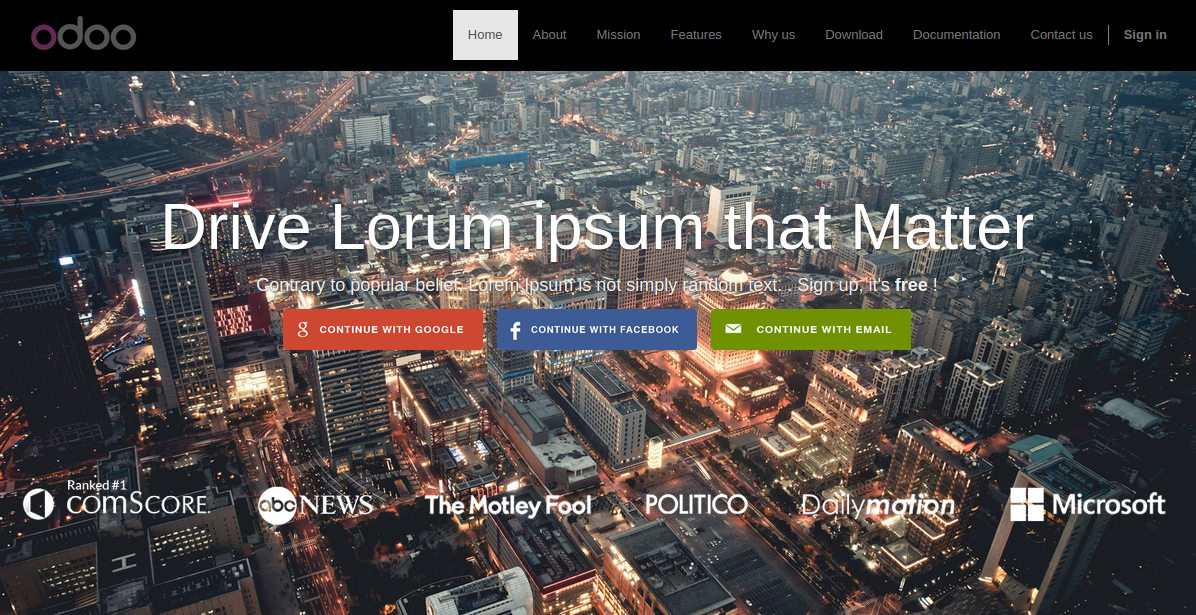 odoo
Home About Mission Features Why us Download Documentation Contact us Sign in
Drive Lorum ipsum that Matter
Contrary to popular belief, Lorem Ipsum is not simply random text... Sign up, it's free !
CONTINUE WITH GOOGLE CONTINUE WITH FACEBOOK CONTINUE WITH EMAIL
Ranked #1
comScore. abc NEWS The Motley Fool POLITICO Dailymotion Microsoft
H